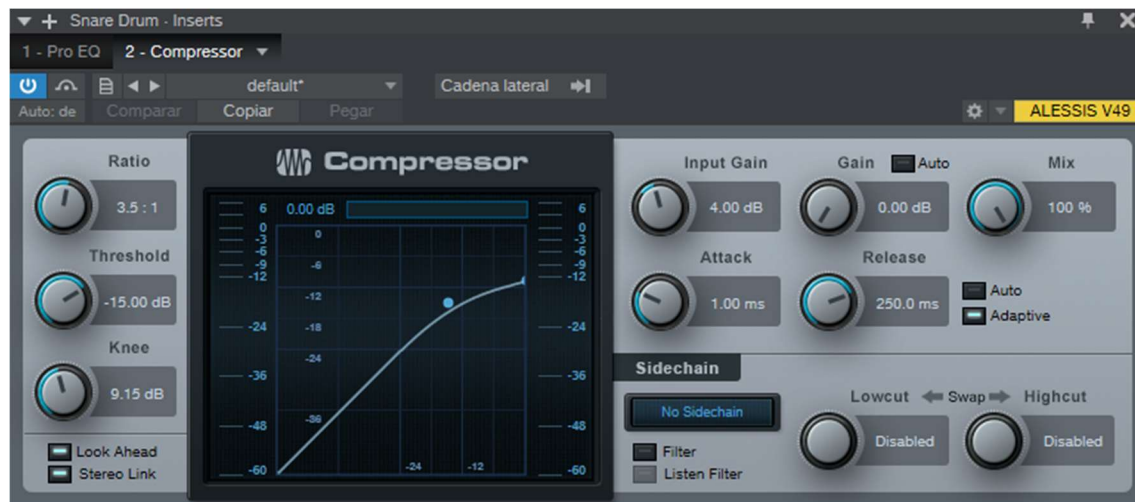 Snare Drum - Inserts
1 - Pro EQ 2 - Compressor
default* Cadena lateral
Auto: de Comparar Copiar Pegar ALESSIS V49
Compressor
Ratio
3.5 : 1
Threshold
-15.00 dB
Knee
9.15 dB
Look Ahead
Stereo Link
6 0.00 dB 6
0 0 0
-3 -3
-6 -6 -6
-9 -9
-12 -12
-12
-24 -18 -24
-24
-36 -36
-36
-48 -48
-60 -24 -12 -60
Input Gain Gain Auto Mix
4.00 dB 0.00 dB 100 %
Attack Release
1.00 ms 250.0 ms Auto
Adaptive
Sidechain
No Sidechain
Filter
Listen Filter
Lowcut Swap Highcut
Disabled Disabled